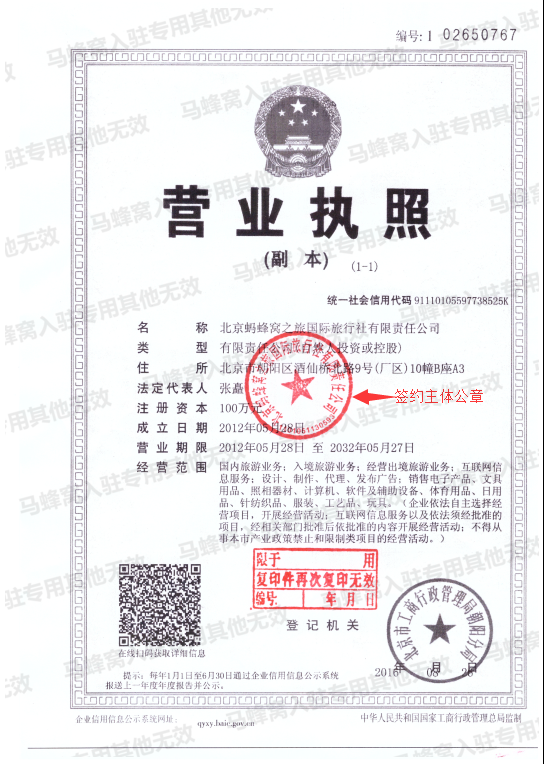 编号: 1 02650767
营业执照
(副 本) (1-1)
统一社会信用代码 91110105597738525K
名 称 北京蚂蜂窝之旅国际旅行社有限责任公司
类 型 有限责任公司(自然人投资或控股)
住 所 北京市朝阳区酒仙桥北路9号(厂区)10幢B座A3
法定代表人 张矗
签约主体公章
注册资本 100万元
成立日期 2012年05月28日
营业期限 2012年05月28日 至 2032年05月27日
经营范围 国内旅游业务;入境旅游业务;经营出境旅游业务;互联网信
息服务;设计、制作、代理、发布广告;销售电子产品、文具
用品、照相器材、计算机、软件及辅助设备、体育用品、日用
品、针纺织品、服装、工艺品、玩具。(企业依法自主选择经
营项目,开展经营活动;互联网信息服务以及依法须经批准的
项目,经相关部门批准后依批准的内容开展经营活动;不得从
事本市产业政策禁止和限制类项目的经营活动。)
限于 用
复印件再次复印无效
编号: 年 月 日
登记机关
北京市工商行政管理局朝阳分局
2016年 08月 26日
在线扫码获取详细信息
提示:每年1月1日至6月30日通过企业信用信息公示系统
报送上一年度年度报告并公示。
企业信用信息公示系统网址: qyxy.baic.gov.cn 中华人民共和国国家工商行政管理总局监制
马蜂窝入驻专用其他无效